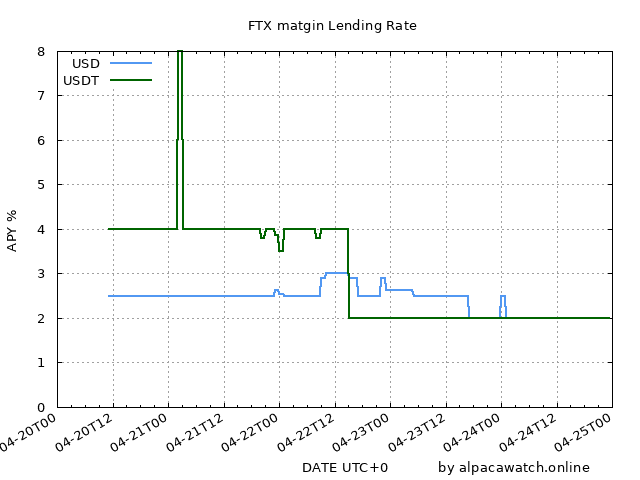 FTX matgin Lending Rate
USD
USDT
8
7
6
5
4
3
2
1
0
APY %
04-20T00
04-20T12
04-21T00
04-21T12
04-22T00
04-22T12
04-23T00
04-23T12
04-24T00
04-24T12
04-25T00
DATE UTC+0
by alpacawatch.online